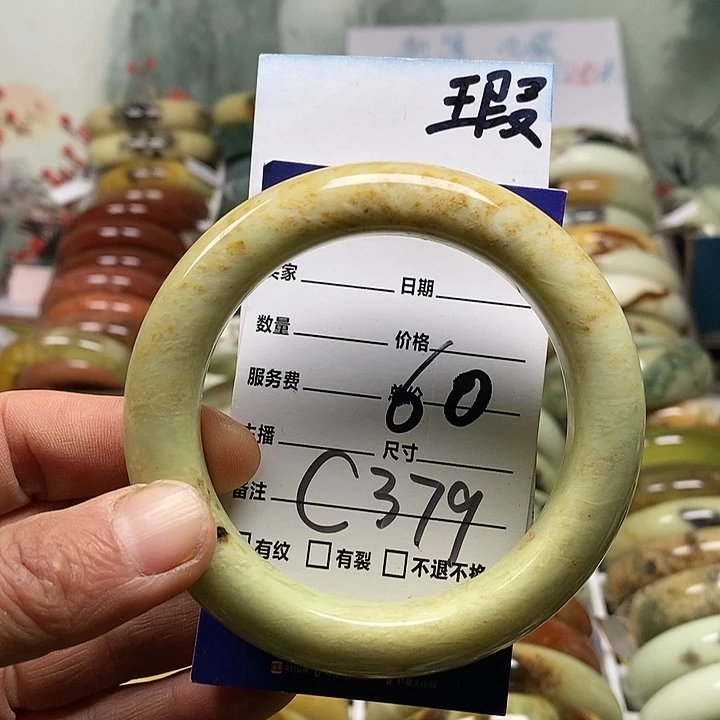 瑕
家
日期
数量
价格
服务费
60
主播
尺寸
备注
C379
有纹 有裂 不退不换